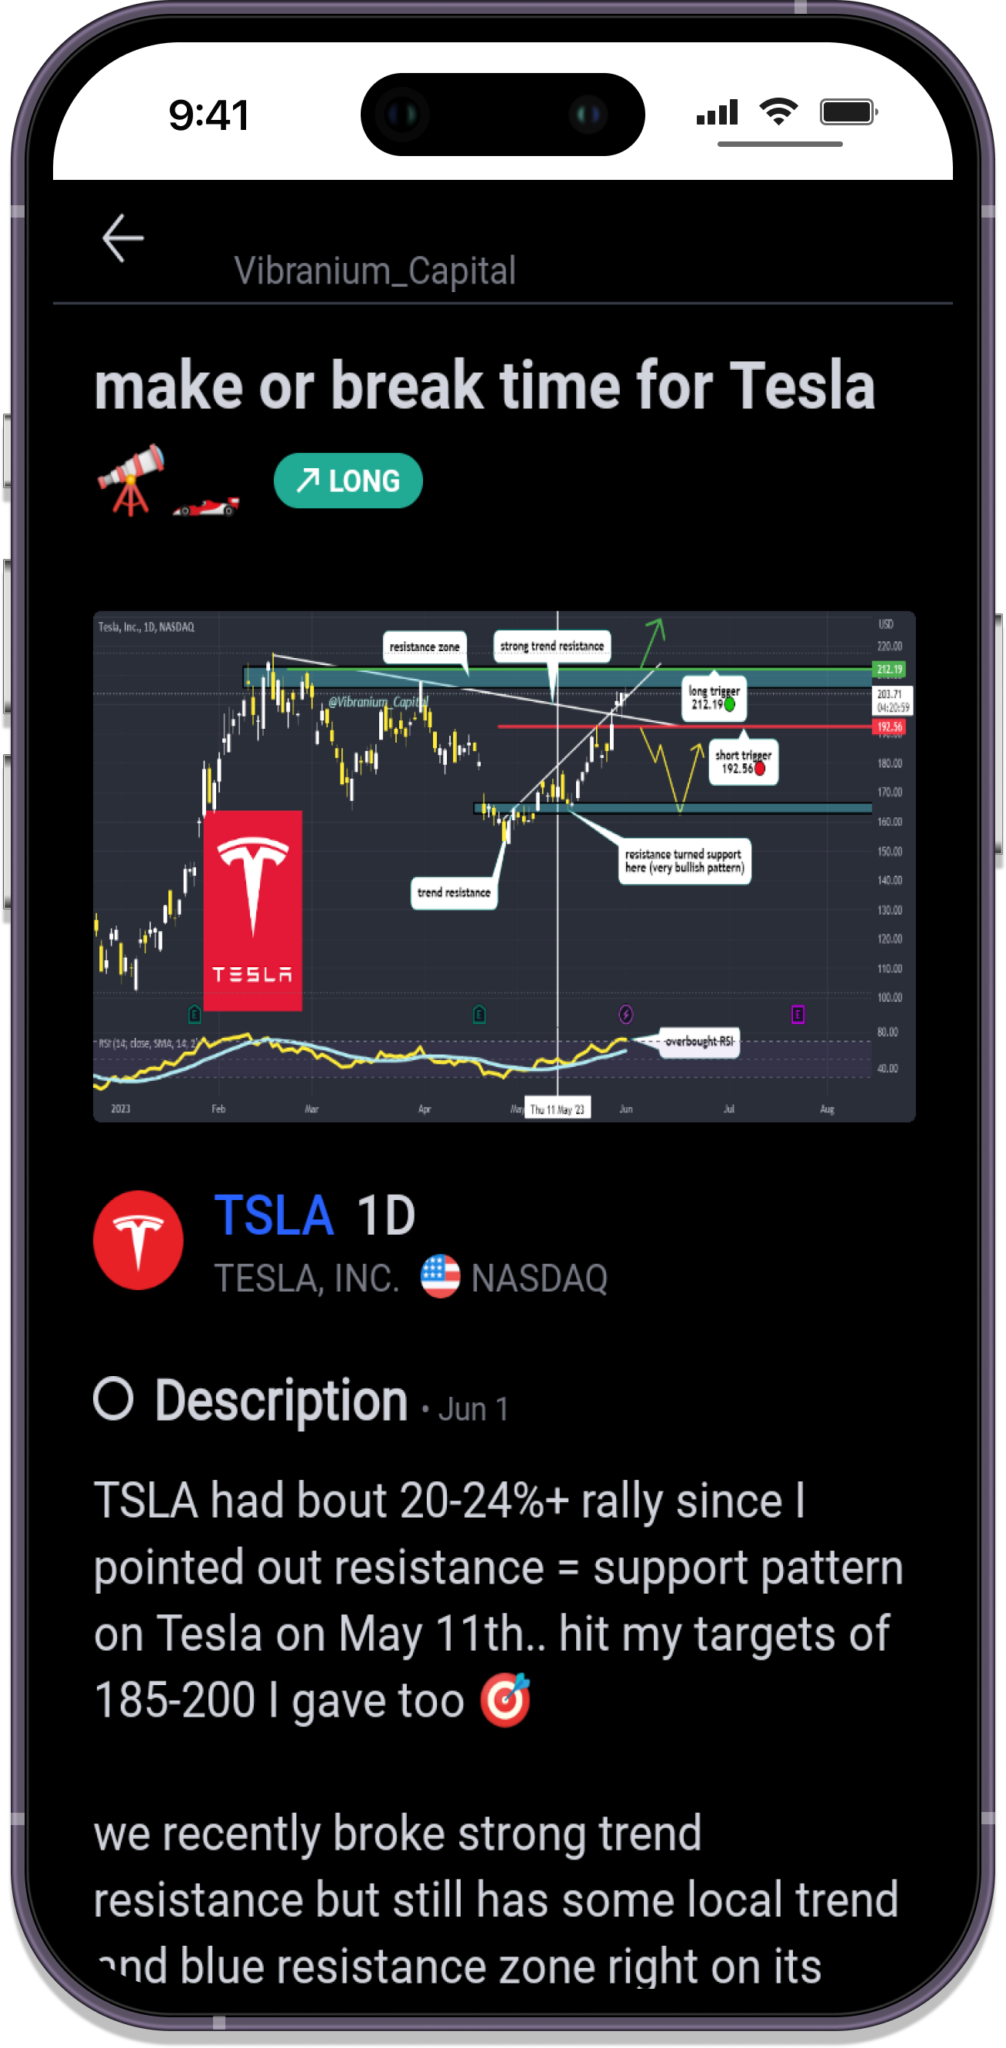 9:41
Vibranium_Capital
make or break time for Tesla
LONG
Tesla, Inc., 1D, NASDAQ
USD
resistance zone
strong trend resistance
220.00
212.19
@Vibranium_Capital
long trigger
212.19
203.71
04:20:59
192.56
short trigger
192.56
180.00
170.00
160.00
resistance turned support
here (very bullish pattern)
150.00
trend resistance
140.00
130.00
120.00
TESLA
110.00
100.00
E
E
E
RSI (14, close, SMA, 14, 2)
overbought RSI
80.00
40.00
2023
Feb
Mar
Apr
May
Thu 11 May '23
Jun
Jul
Aug
TSLA 1D
TESLA, INC. NASDAQ
Description · Jun 1
TSLA had bout 20-24%+ rally since I
pointed out resistance = support pattern
on Tesla on May 11th.. hit my targets of
185-200 I gave too 🎯
we recently broke strong trend
resistance but still has some local trend
and blue resistance zone right on its